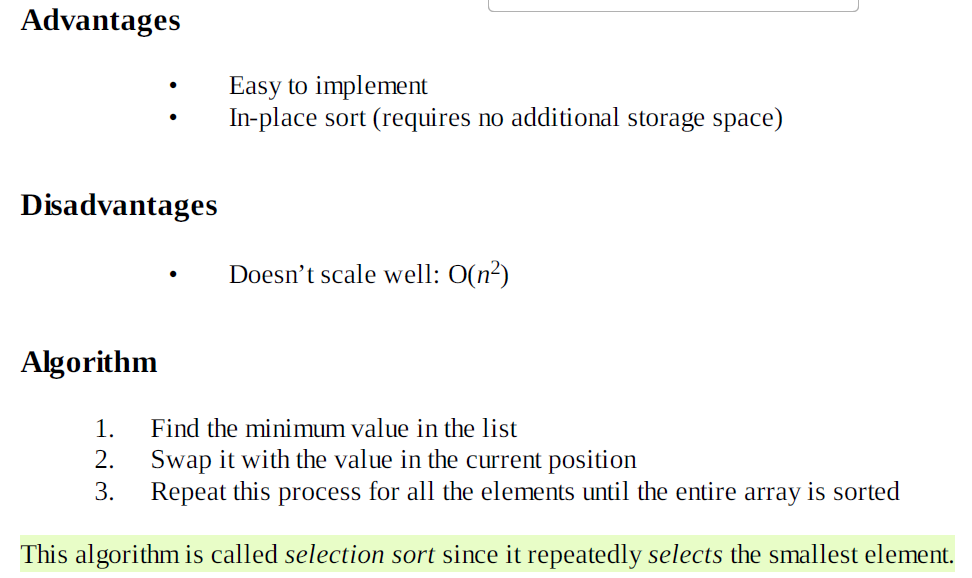 Advantages
• Easy to implement
• In-place sort (requires no additional storage space)
Disadvantages
• Doesn’t scale well: O(n²)
Algorithm
1. Find the minimum value in the list
2. Swap it with the value in the current position
3. Repeat this process for all the elements until the entire array is sorted
This algorithm is called selection sort since it repeatedly selects the smallest element.